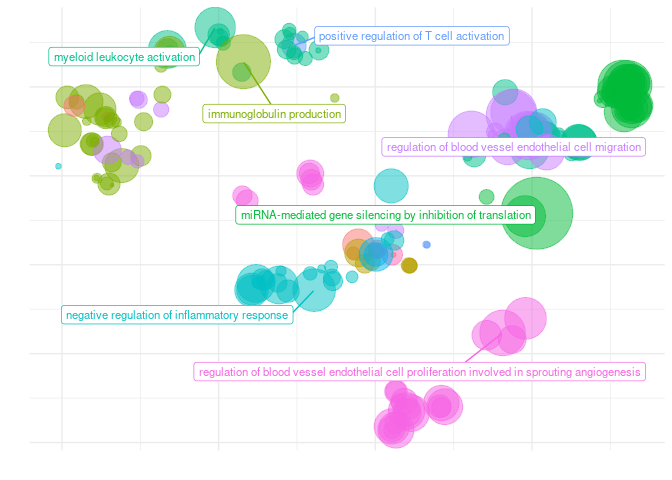 positive regulation of T cell activation
myeloid leukocyte activation
immunoglobulin production
regulation of blood vessel endothelial cell migration
miRNA-mediated gene silencing by inhibition of translation
negative regulation of inflammatory response
regulation of blood vessel endothelial cell proliferation involved in sprouting angiogenesis